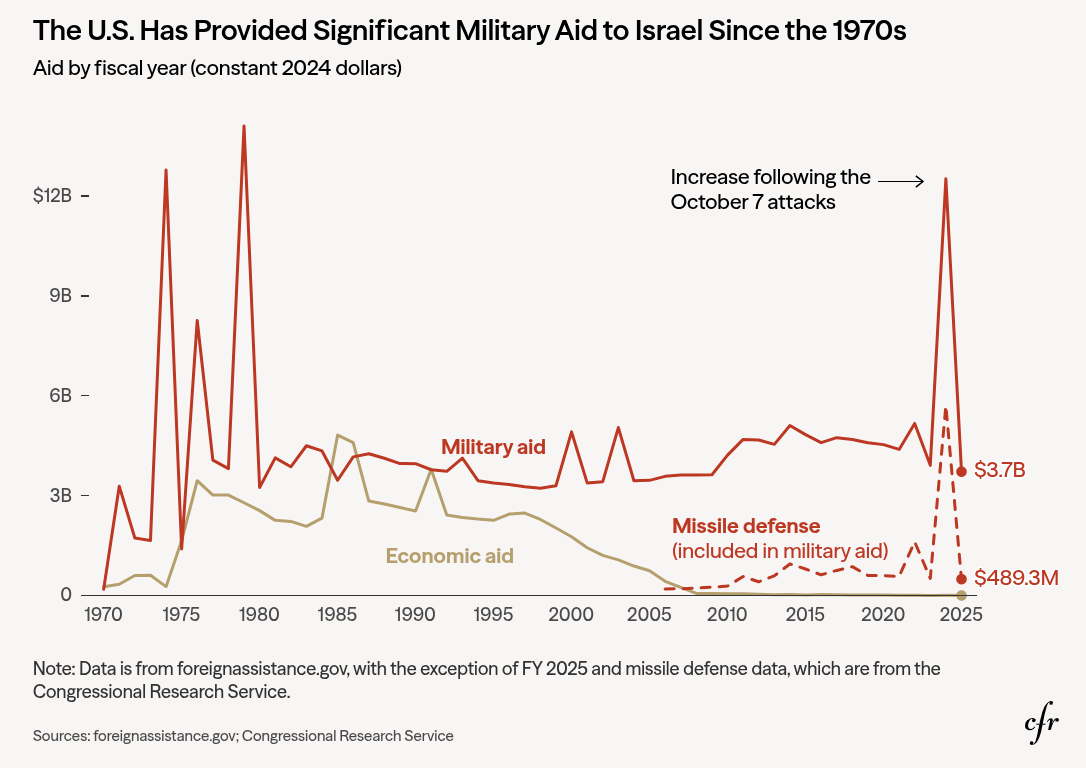 The U.S. Has Provided Significant Military Aid to Israel Since the 1970s
Aid by fiscal year (constant 2024 dollars)
Increase following the
October 7 attacks
$12B
9B
6B
3B
0
Military aid
Economic aid
Missile defense
(included in military aid)
$3.7B
$489.3M
1970 1975 1980 1985 1990 1995 2000 2005 2010 2015 2020 2025
Note: Data is from foreignassistance.gov, with the exception of FY 2025 and missile defense data, which are from the
Congressional Research Service.
Sources: foreignassistance.gov; Congressional Research Service
cfr